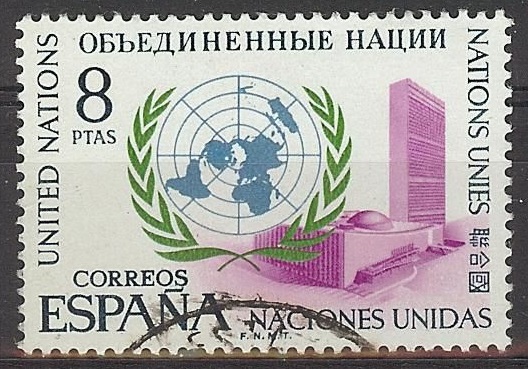 ОБЪЕДИНЕННЫЕ НАЦИИ
UNITED NATIONS
8
PTAS
NATIONS UNIES 聯合國
CORREOS
ESPAÑA
NACIONES UNIDAS
F.N.M.T.